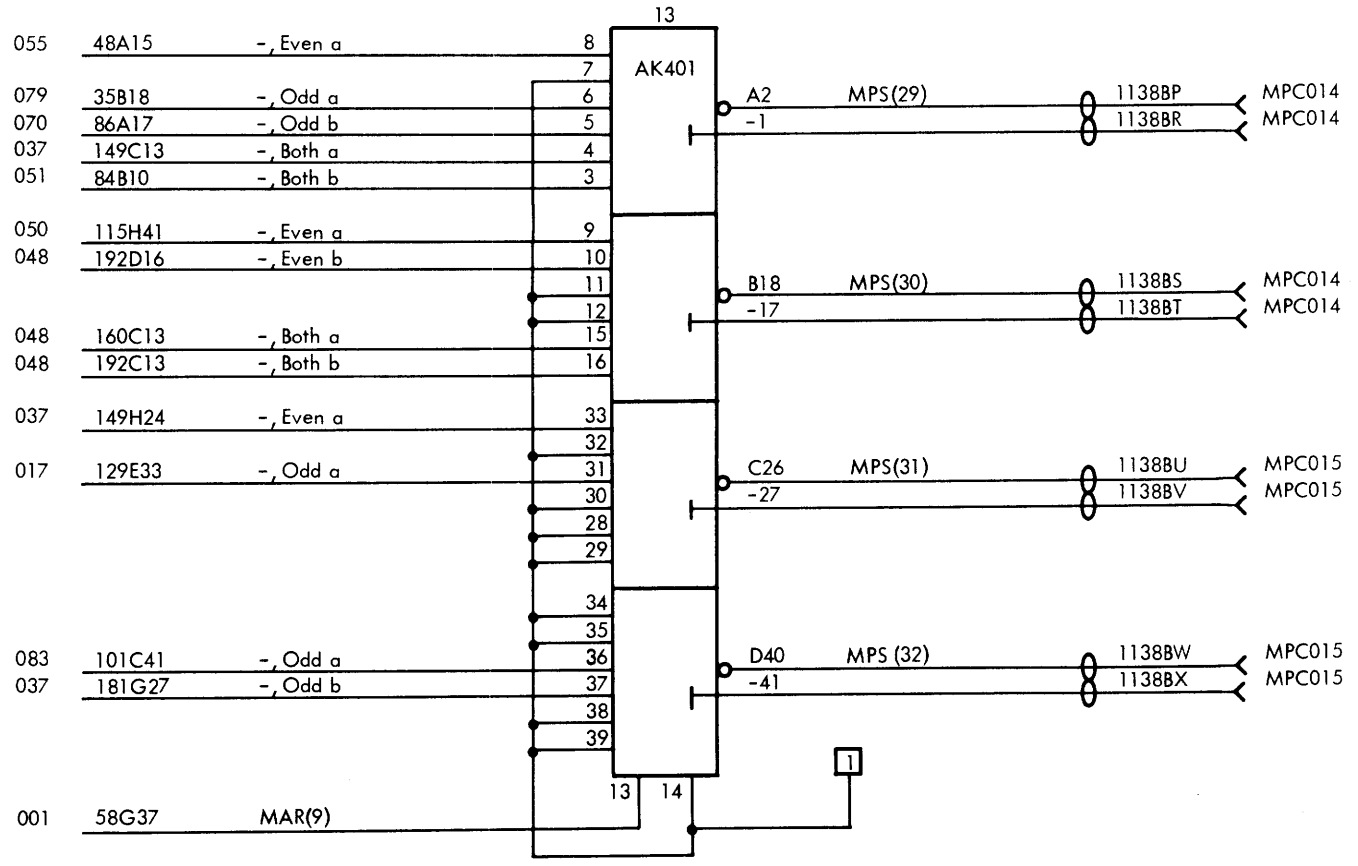 13
055 48A15 -, Even a 8
7
AK401
079 35B18 -, Odd a 6
A2 MPS(29) 1138BP MPC014
070 86A17 -, Odd b 5
-1 1138BR MPC014
037 149C13 -, Both a 4
051 84B10 -, Both b 3
050 115H41 -, Even a 9
048 192D16 -, Even b 10
11
B18 MPS(30) 1138BS MPC014
12
-17 1138BT MPC014
048 160C13 -, Both a 15
048 192C13 -, Both b 16
037 149H24 -, Even a 33
32
017 129E33 -, Odd a 31
C26 MPS(31) 1138BU MPC015
30
-27 1138BV MPC015
28
29
34
35
083 101C41 -, Odd a 36
D40 MPS (32) 1138BW MPC015
037 181G27 -, Odd b 37
-41 1138BX MPC015
38
39
1
13 14
001 58G37 MAR(9)